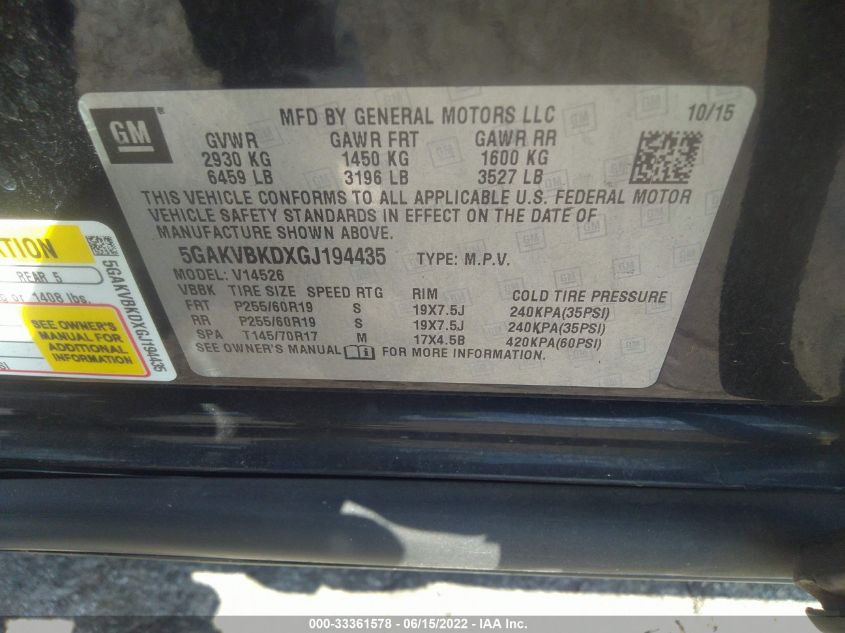 GM
MFD BY GENERAL MOTORS LLC
10/15
GVWR GAWR FRT GAWR RR
2930 KG 1450 KG 1600 KG
6459 LB 3196 LB 3527 LB
THIS VEHICLE CONFORMS TO ALL APPLICABLE U.S. FEDERAL MOTOR
VEHICLE SAFETY STANDARDS IN EFFECT ON THE DATE OF
MANUFACTURE SHOWN ABOVE.
5GAKVBKDXGJ194435 TYPE: M.P.V.
MODEL: V14526
VBBK TIRE SIZE SPEED RTG RIM COLD TIRE PRESSURE
FRT P255/60R19 S 19X7.5J 240KPA(35PSI)
RR P255/60R19 S 19X7.5J 240KPA(35PSI)
SPA T145/70R17 M 17X4.5B 420KPA(60PSI)
SEE OWNER'S MANUAL FOR MORE INFORMATION.
REAR 5
1408 lbs.
SEE OWNER'S
MANUAL FOR
ADDITIONAL
INFORMATION
5GAKVBKDXGJ194435
000-33361578 - 06/15/2022 - IAA Inc.